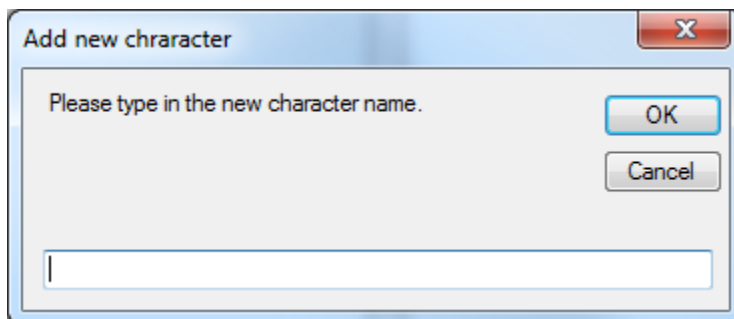 Add new chraracter
Please type in the new character name.
OK
Cancel